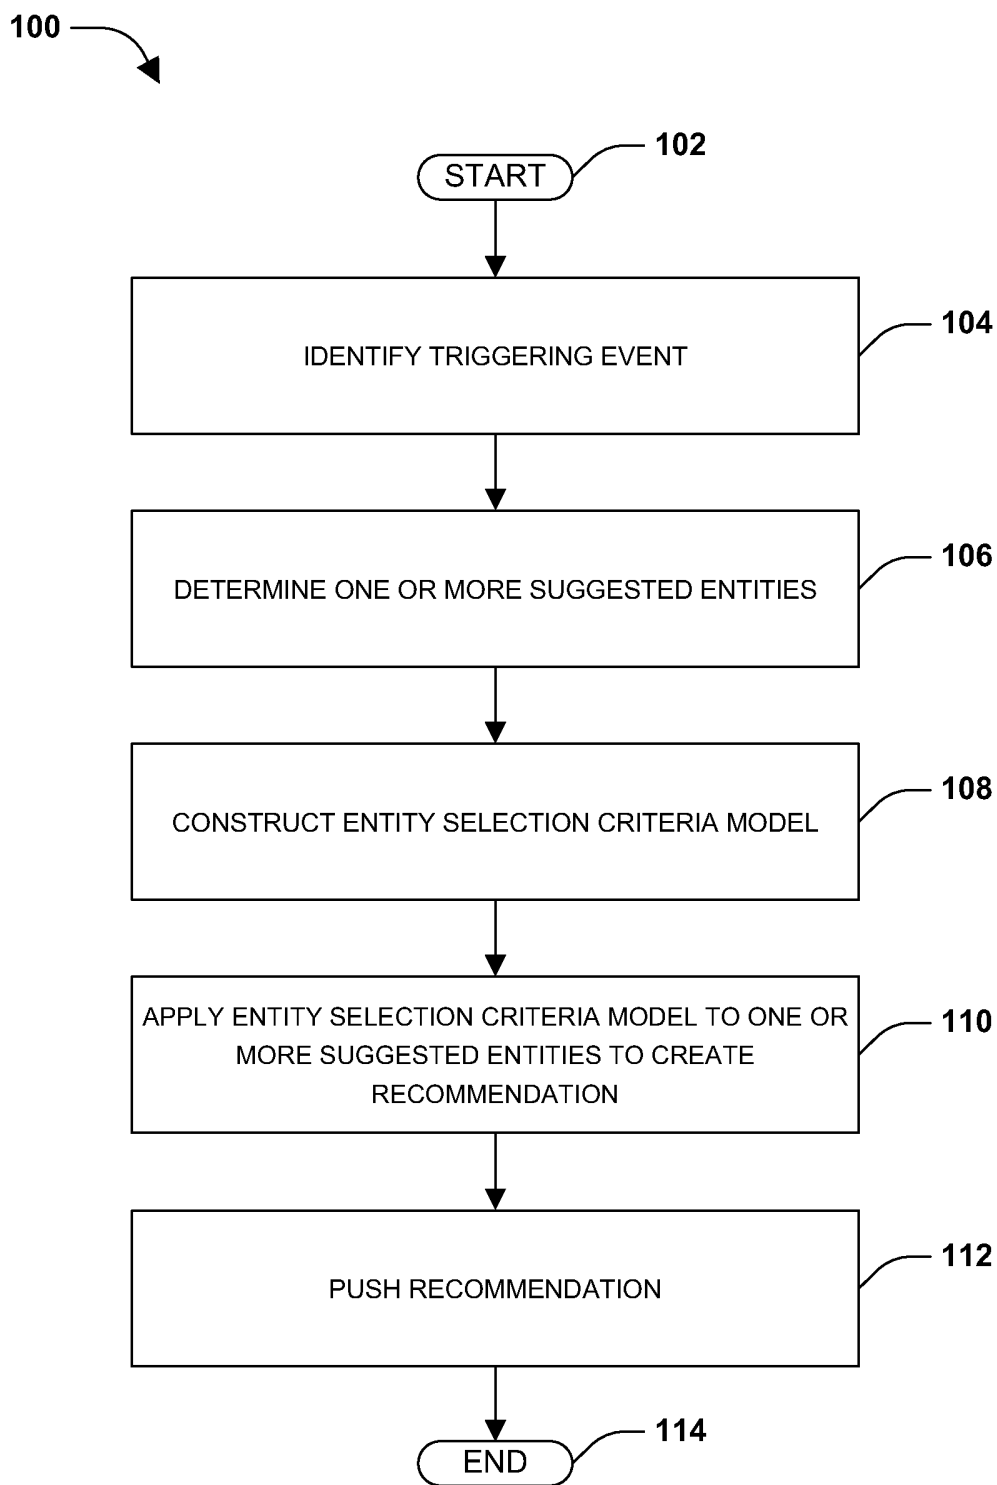 100
START
102
IDENTIFY TRIGGERING EVENT
104
DETERMINE ONE OR MORE SUGGESTED ENTITIES
106
CONSTRUCT ENTITY SELECTION CRITERIA MODEL
108
APPLY ENTITY SELECTION CRITERIA MODEL TO ONE OR
MORE SUGGESTED ENTITIES TO CREATE
RECOMMENDATION
110
PUSH RECOMMENDATION
112
END
114